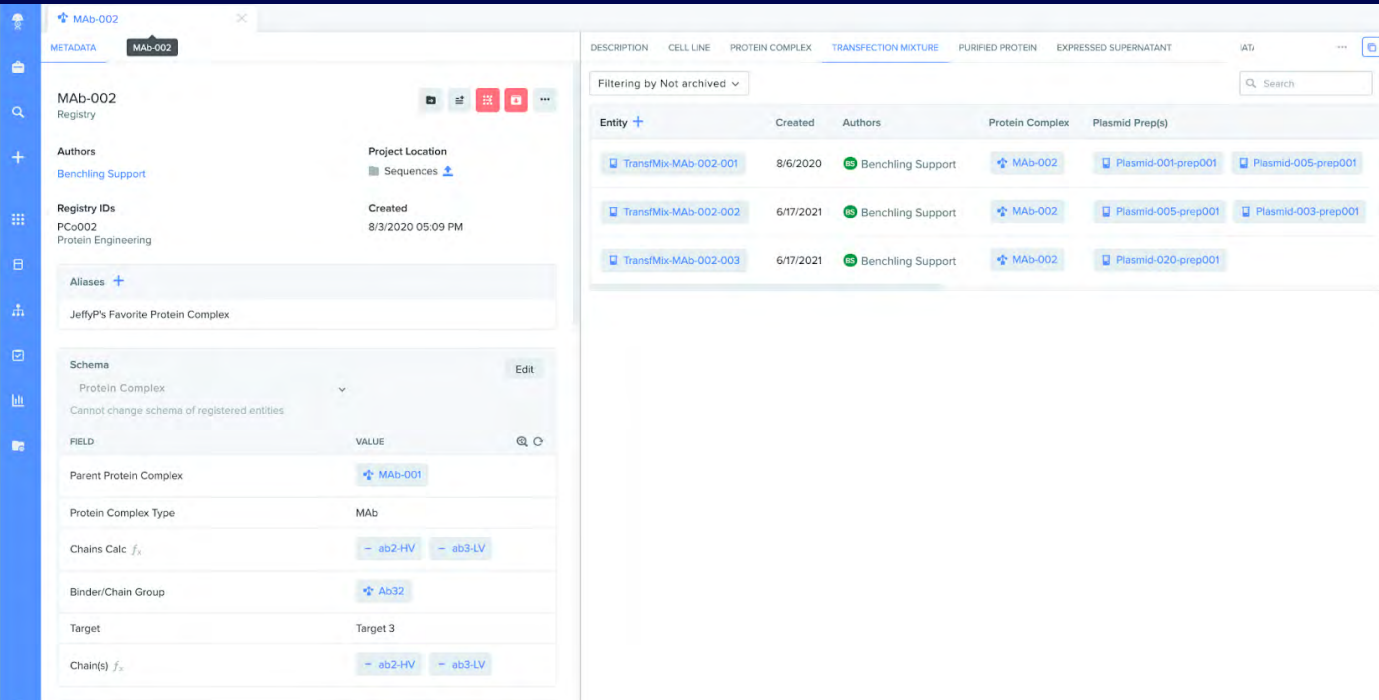 MAb-002
METADATA
MAb-002
MAb-002
Registry
Authors
Benchling Support
Project Location
Sequences
Registry IDs
PCo002
Protein Engineering
Created
8/3/2020 05:09 PM
Aliases +
JeffyP's Favorite Protein Complex
Schema
Edit
Protein Complex
Cannot change schema of registered entities
FIELD VALUE
Parent Protein Complex MAb-001
Protein Complex Type MAb
Chains Calc fx ab2-HV ab3-LV
Binder/Chain Group Ab32
Target Target 3
Chain(s) fx ab2-HV ab3-LV
DESCRIPTION CELL LINE PROTEIN COMPLEX TRANSFECTION MIXTURE PURIFIED PROTEIN EXPRESSED SUPERNATANT
Filtering by Not archived
Search
Entity + Created Authors Protein Complex Plasmid Prep(s)
TransfMix-MAb-002-001 8/6/2020 BS Benchling Support MAb-002 Plasmid-001-prep001 Plasmid-005-prep001
TransfMix-MAb-002-002 6/17/2021 BS Benchling Support MAb-002 Plasmid-005-prep001 Plasmid-003-prep001
TransfMix-MAb-002-003 6/17/2021 BS Benchling Support MAb-002 Plasmid-020-prep001